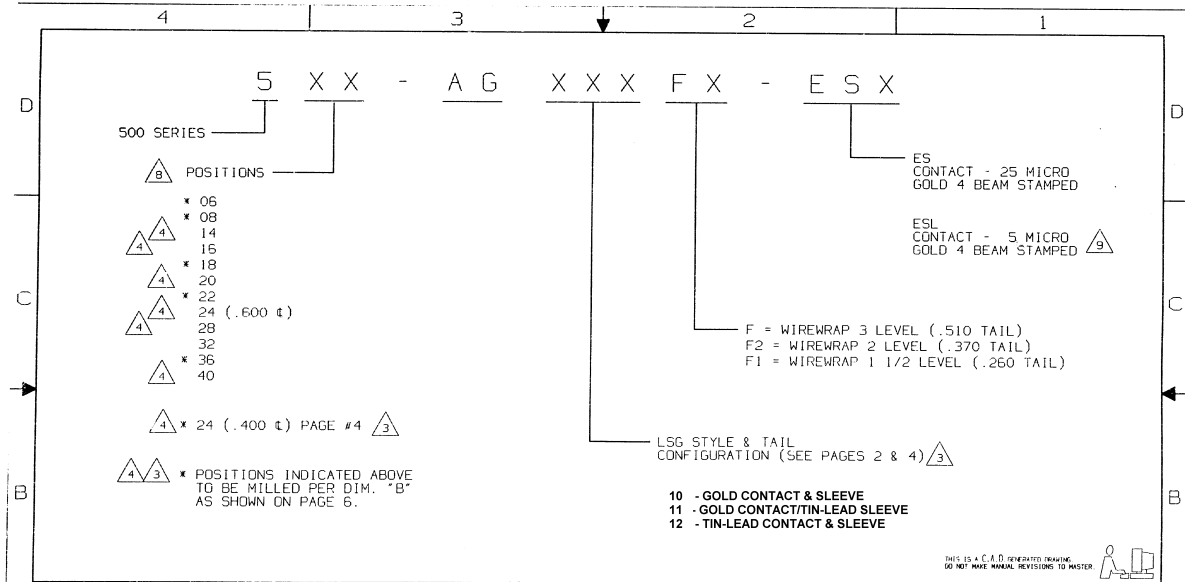 4 3 2 1
5 XX - AG XXX FX - ESX
D
D
500 SERIES
8 POSITIONS
* 06
* 08
4 14
4 16
* 18
4 20
* 22
4 24 (.600 ℄)
4 28
32
* 36
4 40
4 * 24 (.400 ℄) PAGE #4 3
4 3 * POSITIONS INDICATED ABOVE
TO BE MILLED PER DIM. "B"
AS SHOWN ON PAGE 6.
ES
CONTACT - 25 MICRO
GOLD 4 BEAM STAMPED
ESL
CONTACT - 5 MICRO
GOLD 4 BEAM STAMPED 9
C
C
F = WIREWRAP 3 LEVEL (.510 TAIL)
F2 = WIREWRAP 2 LEVEL (.370 TAIL)
F1 = WIREWRAP 1 1/2 LEVEL (.260 TAIL)
LSG STYLE & TAIL
CONFIGURATION (SEE PAGES 2 & 4) 3
B
B
10 - GOLD CONTACT & SLEEVE
11 - GOLD CONTACT/TIN-LEAD SLEEVE
12 - TIN-LEAD CONTACT & SLEEVE
THIS IS A C.A.D. GENERATED DRAWING.
DO NOT MAKE MANUAL REVISIONS TO MASTER.